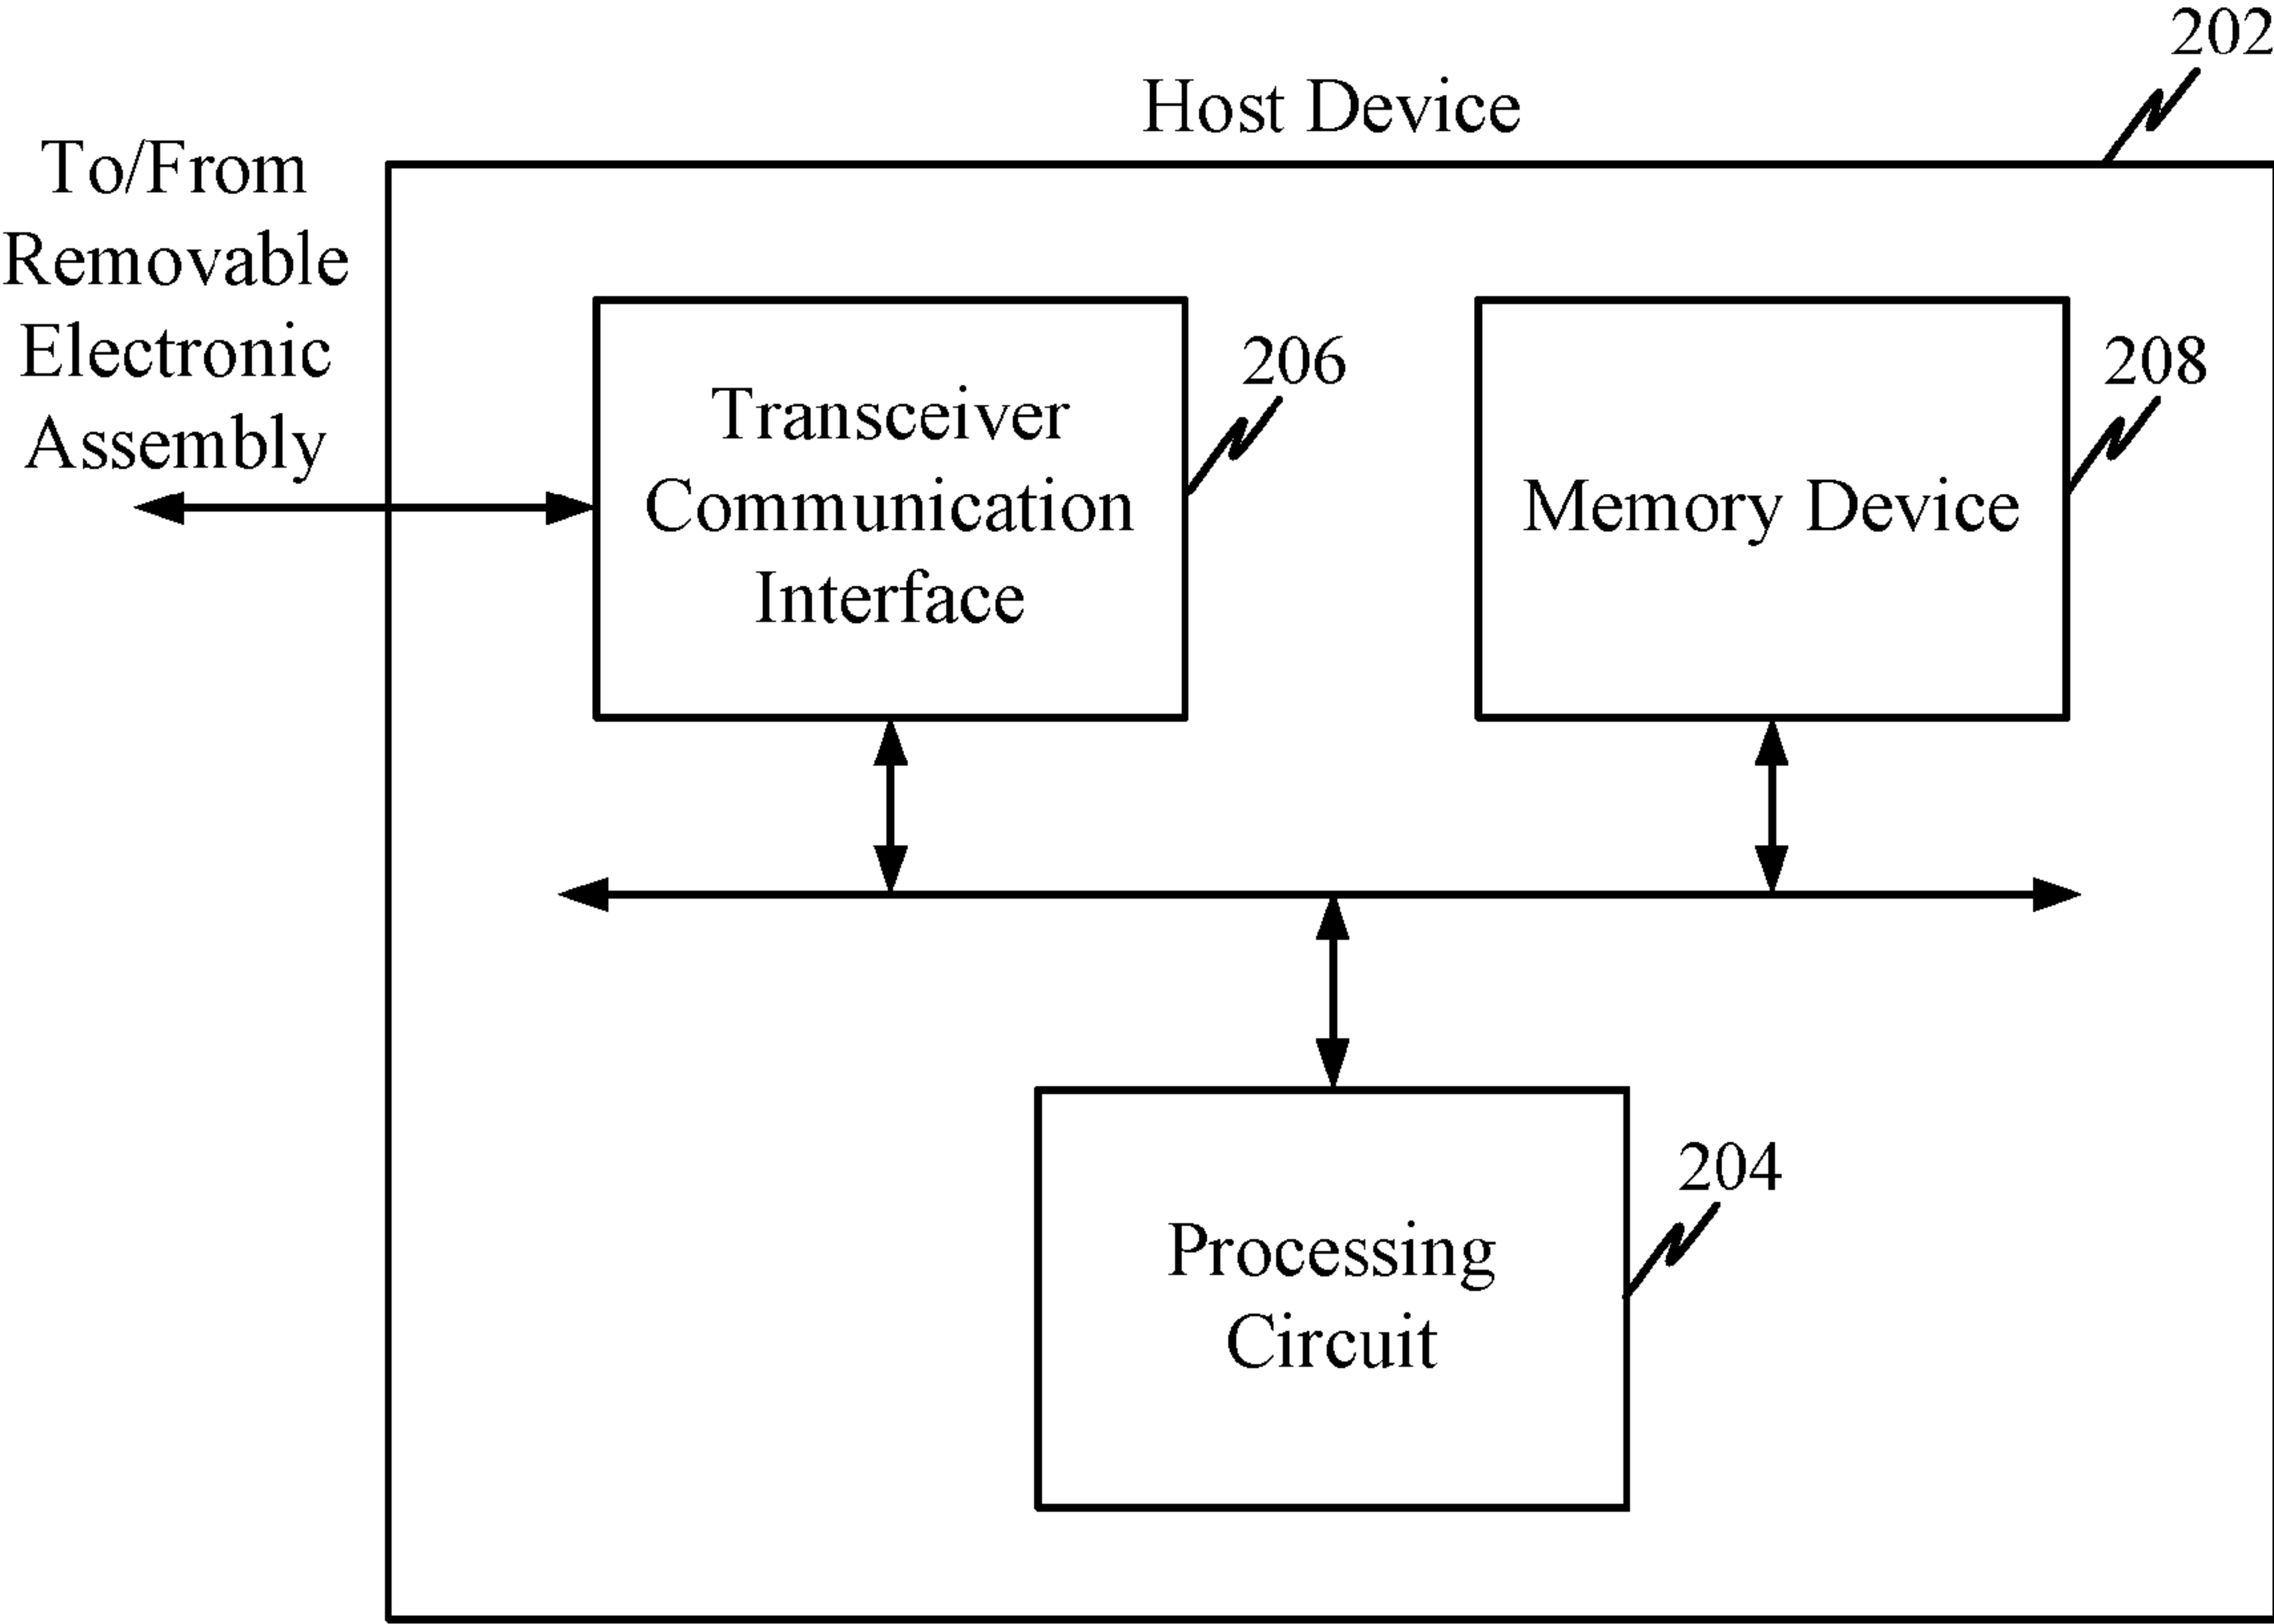 202
Host Device
To/From
Removable
Electronic
Assembly
206
Transceiver
Communication
Interface
208
Memory Device
204
Processing
Circuit